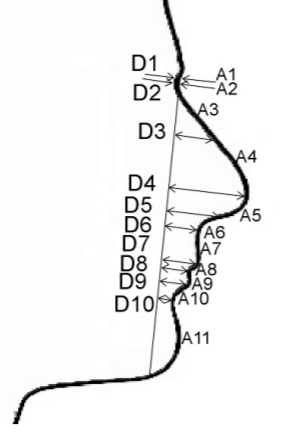 D1 A1
D2 A2
A3
D3
A4
D4
D5 A5
D6 A6
D7 A7
D8 A8
D9 A9
D10 A10
A11